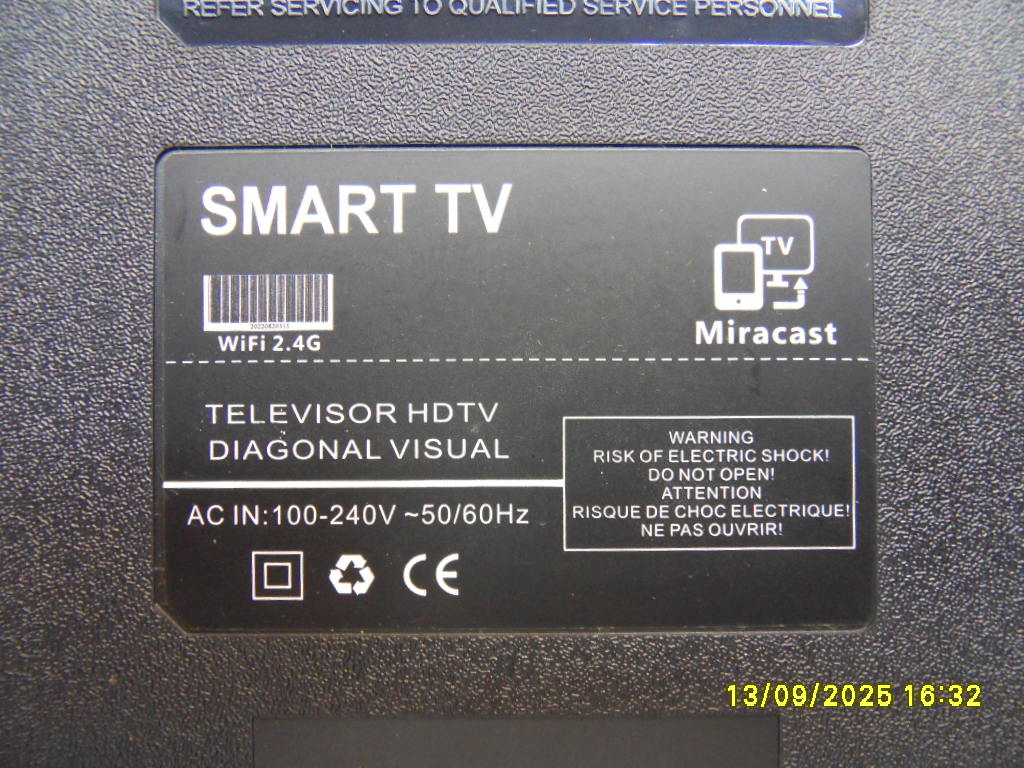 REFER SERVICING TO QUALIFIED SERVICE PERSONNEL
SMART TV
TV
20220820515
WiFi 2.4G
Miracast
TELEVISOR HDTV
DIAGONAL VISUAL
WARNING
RISK OF ELECTRIC SHOCK!
DO NOT OPEN!
ATTENTION
RISQUE DE CHOC ELECTRIQUE!
NE PAS OUVRIR!
AC IN:100-240V ~50/60Hz
CE
13/09/2025 16:32